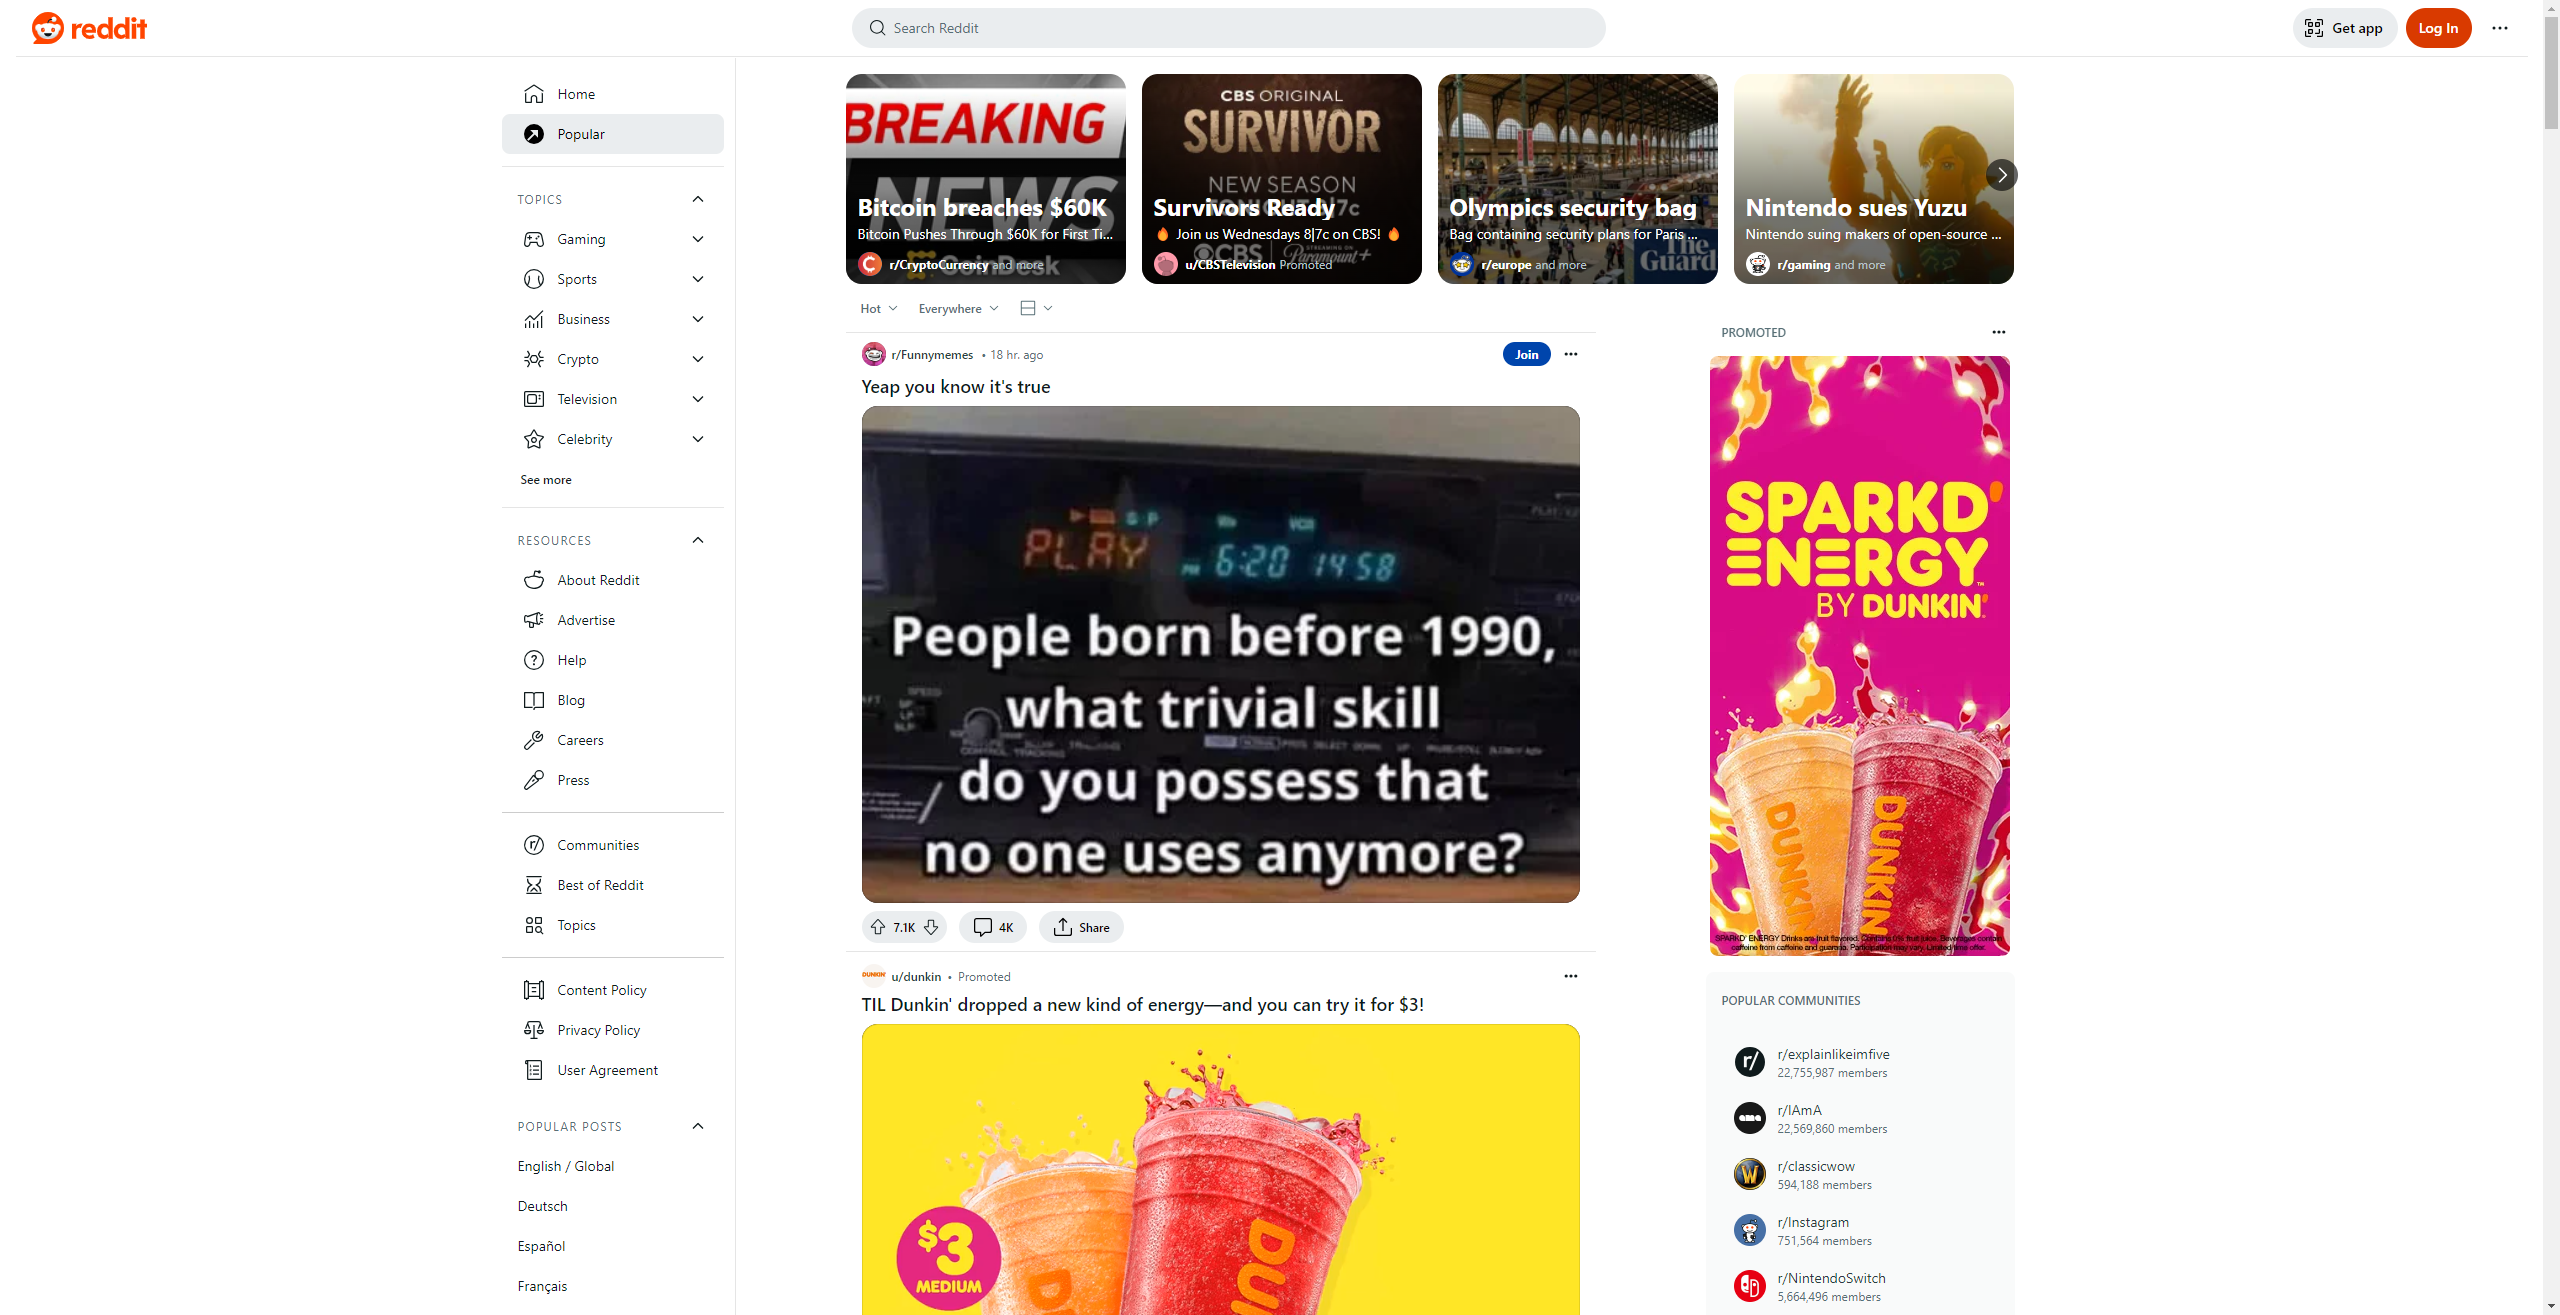 reddit
Search Reddit
Get app
Log In
Home
Popular
TOPICS
Gaming
Sports
Business
Crypto
Television
Celebrity
See more
RESOURCES
About Reddit
Advertise
Help
Blog
Careers
Press
Communities
Best of Reddit
Topics
Content Policy
Privacy Policy
User Agreement
POPULAR POSTS
English / Global
Deutsch
Español
Français
BREAKING
NEWS
Bitcoin breaches $60K
Bitcoin Pushes Through $60K for First Ti...
r/CryptoCurrency and more
CBS ORIGINAL
SURVIVOR
NEW SEASON
Survivors Ready
🔥 Join us Wednesdays 8|7c on CBS! 🔥
u/CBSTelevision Promoted
Olympics security bag
Bag containing security plans for Paris ...
r/europe and more
Nintendo sues Yuzu
Nintendo suing makers of open-source ...
r/gaming and more
Hot
Everywhere
r/Funnymemes • 18 hr. ago
Join
Yeap you know it's true
PLAY
6:20 14 58
People born before 1990,
what trivial skill
do you possess that
no one uses anymore?
7.1K
4K
Share
u/dunkin • Promoted
TIL Dunkin' dropped a new kind of energy—and you can try it for $3!
$3
MEDIUM
PROMOTED
SPARKD'
ENERGY
BY DUNKIN'
DUNKIN
DUNKIN
POPULAR COMMUNITIES
r/explainlikeimfive
22,755,987 members
r/IAmA
22,569,860 members
r/classicwow
594,188 members
r/Instagram
751,564 members
r/NintendoSwitch
5,664,496 members